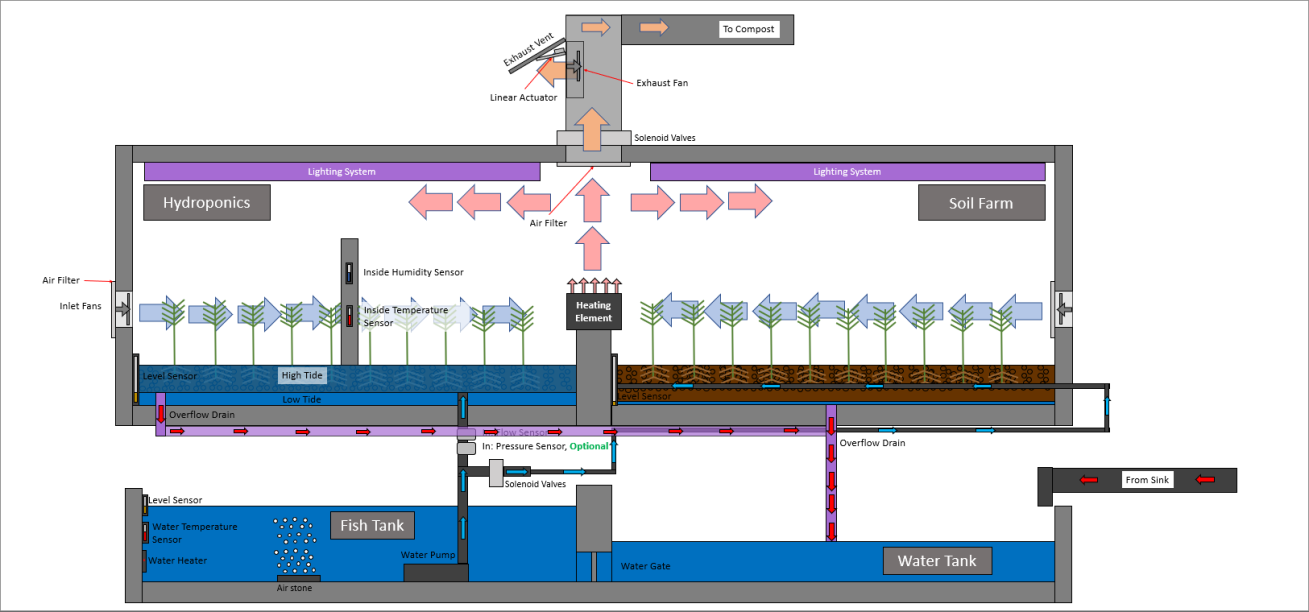 To Compost
Exhaust Vent
Linear Actuator
Exhaust Fan
Solenoid Valves
Lighting System
Lighting System
Hydroponics
Soil Farm
Air Filter
Inside Humidity Sensor
Air Filter
Inlet Fans
Inside Temperature
Sensor
Heating
Element
Level Sensor
High Tide
Low Tide
Level Sensor
Overflow Drain
Flow Sensor
In: Pressure Sensor, Optional
Overflow Drain
Solenoid Valves
From Sink
Level Sensor
Fish Tank
Water Temperature
Sensor
Water Heater
Water Pump
Water Gate
Water Tank
Air stone